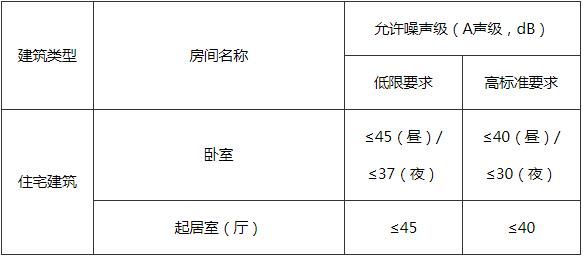 建筑类型
房间名称
允许噪声级（A声级，dB）
低限要求
高标准要求
住宅建筑
卧室
≤45（昼）/
≤37（夜）
≤40（昼）/
≤30（夜）
起居室（厅）
≤45
≤40